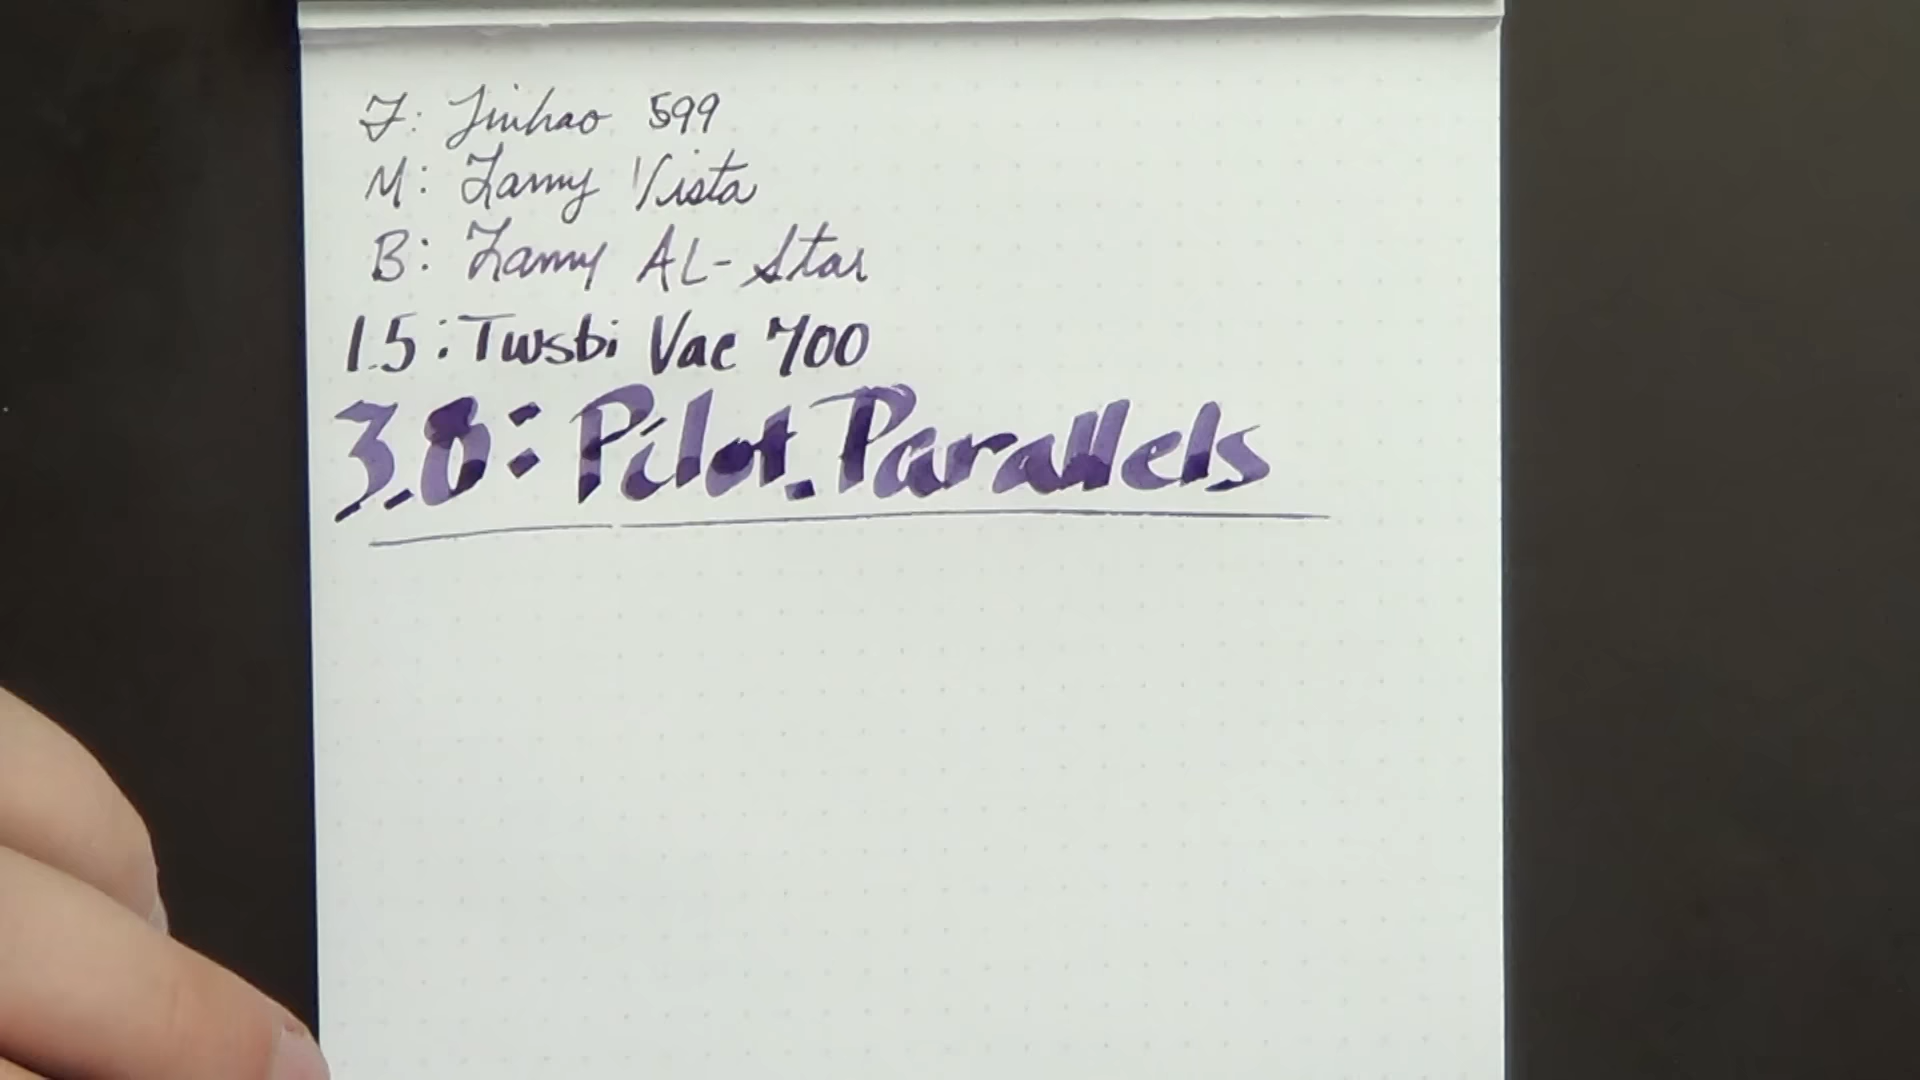 F: Jinhao 599
M: Lamy Vista
B: Lamy AL-Star
1.5: Twsbi Vac 700
3.8: Pilot Parallels